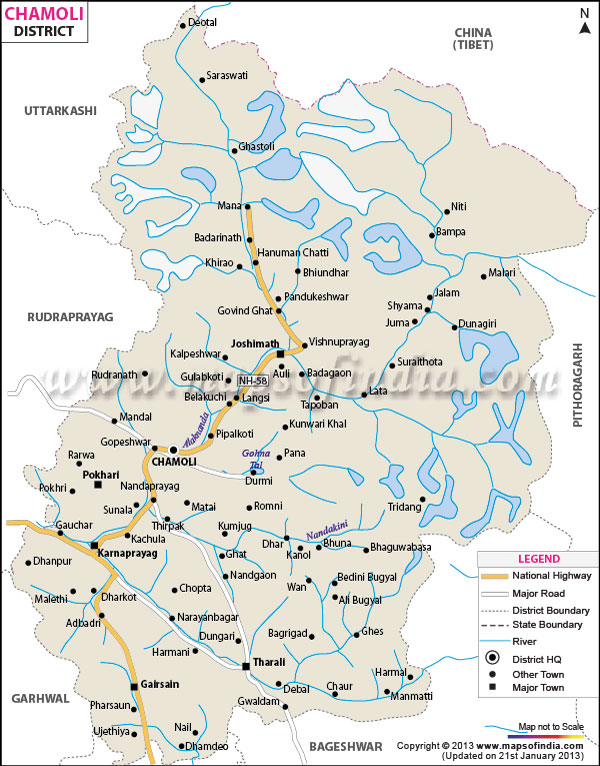 CHAMOLI
DISTRICT
N
CHINA
(TIBET)
UTTARKASHI
RUDRAPRAYAG
PITHORAGARH
GARHWAL
BAGESHWAR
Deotal
Saraswati
Ghastoli
Mana
Niti
Badarinath
Bampa
Hanuman Chatti
Khirao
Bhiundhar
Malari
Pandukeshwar
Jalam
Govind Ghat
Shyama
Juma
Dunagiri
Joshimath
Vishnuprayag
Kalpeshwar
Auli
Suraithota
Rudranath
Gulabkoti
Badagaon
www.mapsofindia.com
NH-58
Belakuchi
Langsi
Lata
Tapoban
Mandal
Alaknanda
Kunwari Khal
Pipalkoti
Gopeshwar
CHAMOLI
Gohna
Tal
Pana
Rarwa
Durmi
Pokhari
Nandaprayag
Pokhri
Sunala
Matai
Romni
Tridang
Thirpak
Gauchar
Kumjug
Nandakini
Kachula
Dhar
Bhuna
Karnaprayag
Ghat
Kanol
Bhaguwabasa
Dhanpur
Nandgaon
Wan
Bedini Bugyal
Malethi
Dharkot
Chopta
Ali Bugyal
Adbadri
Narayanbagar
Dungari
Bagrigad
Ghes
Harmani
Tharali
Gairsain
Debal
Chaur
Harmal
Manmatti
Pharsaun
Gwaldam
Ujethiya
Nail
Dhamdeo
LEGEND
National Highway
Major Road
District Boundary
State Boundary
River
District HQ
Other Town
Major Town
Map not to Scale
Copyright © 2013 www.mapsofindia.com
(Updated on 21st January 2013)